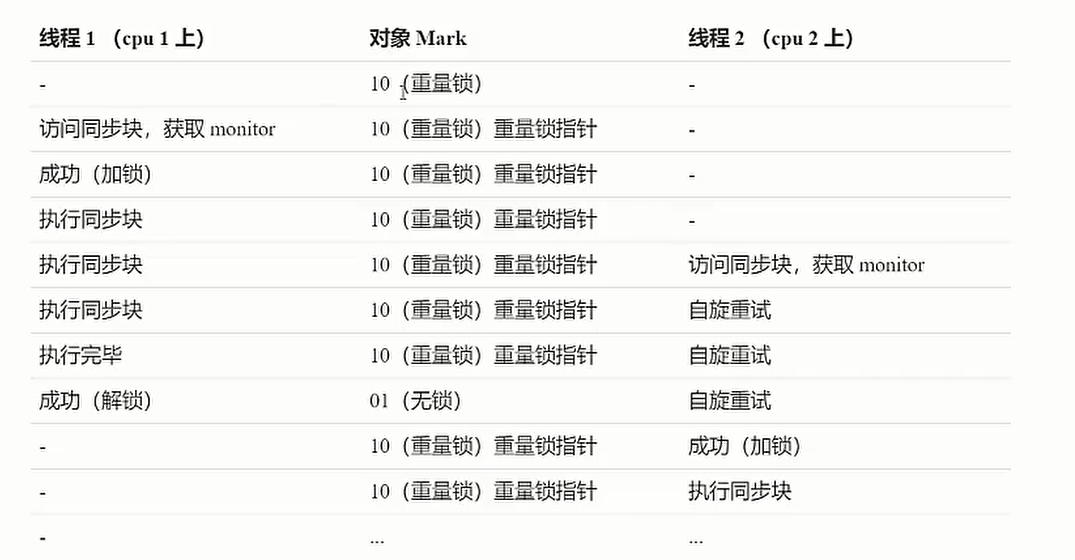 线程 1 （cpu 1 上） 对象 Mark 线程 2 （cpu 2 上）
- 10（重量锁） -
访问同步块，获取 monitor 10（重量锁）重量锁指针 -
成功（加锁） 10（重量锁）重量锁指针 -
执行同步块 10（重量锁）重量锁指针 -
执行同步块 10（重量锁）重量锁指针 访问同步块，获取 monitor
执行同步块 10（重量锁）重量锁指针 自旋重试
执行完毕 10（重量锁）重量锁指针 自旋重试
成功（解锁） 01（无锁） 自旋重试
- 10（重量锁）重量锁指针 成功（加锁）
- 10（重量锁）重量锁指针 执行同步块
- ... ...